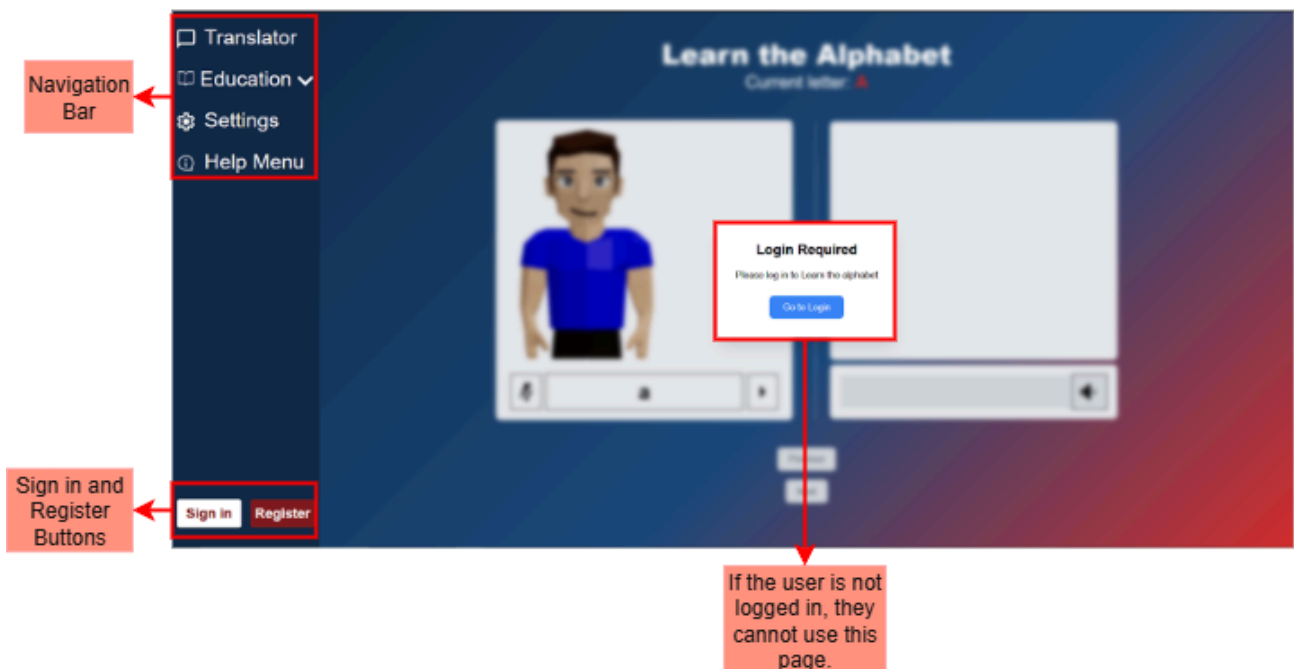 Translator
Education
Settings
Help Menu
Navigation
Bar
Learn the Alphabet
Current letter: A
Login Required
Please log in to Learn the alphabet
Go to Login
a
Sign in
Register
Sign in and
Register
Buttons
If the user is not
logged in, they
cannot use this
page.